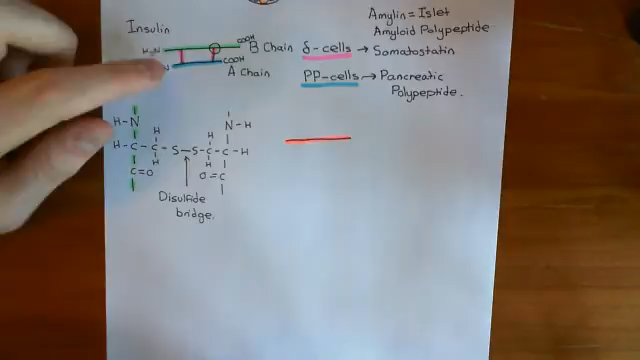 Insulin
H₂N
COOH
B Chain
N
COOH
A Chain
Amylin = Islet
Amyloid Polypeptide
δ-cells → Somatostatin
PP-cells → Pancreatic
Polypeptide.
H-N
H
H-C-C-S-S-C-C-H
H
C=O
H
N-H
H
O=C
Disulfide
bridge.